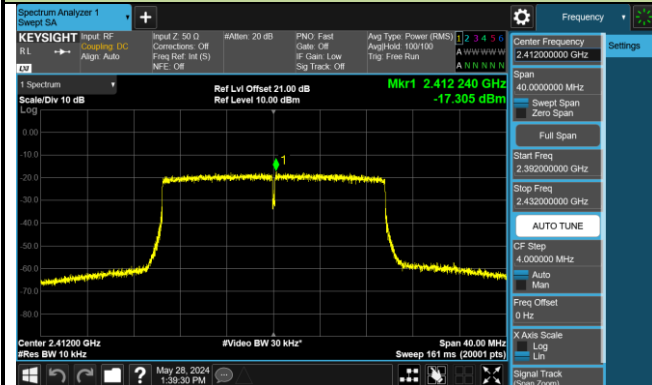 Spectrum Analyzer 1
Swept SA
Frequency
KEYSIGHT
RL
Input: RF
Coupling: DC
Align: Auto
Input Z: 50 Ω
Corrections: Off
Freq Ref: Int (S)
NFE: Off
#Atten: 20 dB
PNO: Fast
Gate: Off
IF Gain: Low
Sig Track: Off
Avg Type: Power (RMS)
Avg|Hold: 100/100
Trig: Free Run
1 2 3 4 5 6
A W W W W W
A N N N N N
1 Spectrum
Scale/Div 10 dB
Log
Ref Lvl Offset 21.00 dB
Ref Level 10.00 dBm
Mkr1 2.412 240 GHz
-17.305 dBm
1
0.00
-10.0
-20.0
-30.0
-40.0
-50.0
-60.0
-70.0
-80.0
Center 2.41200 GHz
#Res BW 10 kHz
#Video BW 30 kHz*
Span 40.00 MHz
Sweep 161 ms (20001 pts)
May 28, 2024
1:39:30 PM
Center Frequency
2.412000000 GHz
Settings
Span
40.0000000 MHz
Swept Span
Zero Span
Full Span
Start Freq
2.392000000 GHz
Stop Freq
2.432000000 GHz
AUTO TUNE
CF Step
4.000000 MHz
Auto
Man
Freq Offset
0 Hz
X Axis Scale
Log
Lin
Signal Track
(Span Zoom)